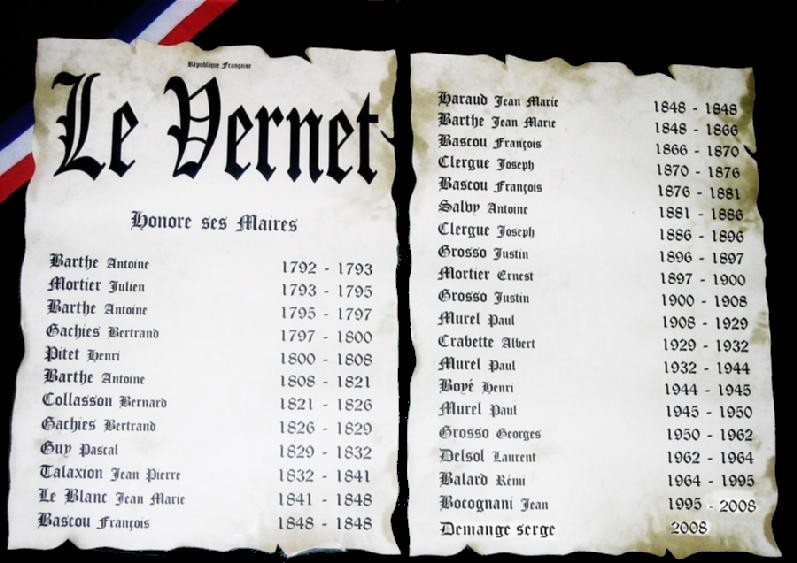 République Française
Le Vernet
Honore ses Maires
Barthe Antoine 1792 - 1793
Mortier Julien 1793 - 1795
Barthe Antoine 1795 - 1797
Gachies Bertrand 1797 - 1800
Pitet Henri 1800 - 1808
Barthe Antoine 1808 - 1821
Collasson Bernard 1821 - 1826
Gachies Bertrand 1826 - 1829
Guy Pascal 1829 - 1832
Talaxion Jean Pierre 1832 - 1841
Le Blanc Jean Marie 1841 - 1848
Bascou François 1848 - 1848
Haraud Jean Marie 1848 - 1848
Barthe Jean Marie 1848 - 1866
Bascou François 1866 - 1870
Clergue Joseph 1870 - 1876
Bascou François 1876 - 1881
Salvy Antoine 1881 - 1886
Clergue Joseph 1886 - 1896
Grosso Justin 1896 - 1897
Mortier Ernest 1897 - 1900
Grosso Justin 1900 - 1908
Murel Paul 1908 - 1929
Crabette Albert 1929 - 1932
Murel Paul 1932 - 1944
Boyé Henri 1944 - 1945
Murel Paul 1945 - 1950
Grosso Georges 1950 - 1962
Delsol Laurent 1962 - 1964
Balard Rémi 1964 - 1995
Bocognani Jean 1995 - 2008
Demange serge 2008